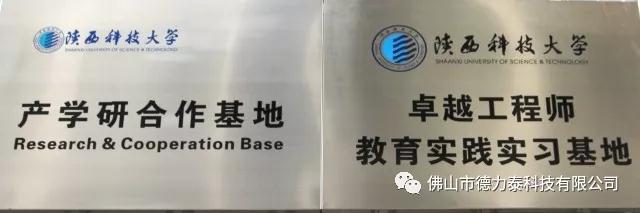 陕西科技大学
SHAANXI UNIVERSITY OF SCIENCE & TECHNOLOGY
产学研合作基地
Research & Cooperation Base
陕西科技大学
SHAANXI UNIVERSITY OF SCIENCE & TECHNOLOGY
卓越工程师
教育实践实习基地
佛山市德力泰科技有限公司